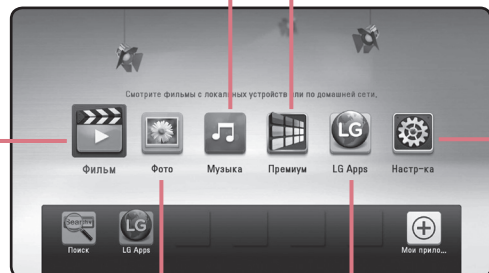 Смотрите фильмы с локальных устройств или по домашней сети.
LG
Фильм Фото Музыка Премиум LG Apps Настр-ка
Search LG
Поиск LG Apps Мои прило...